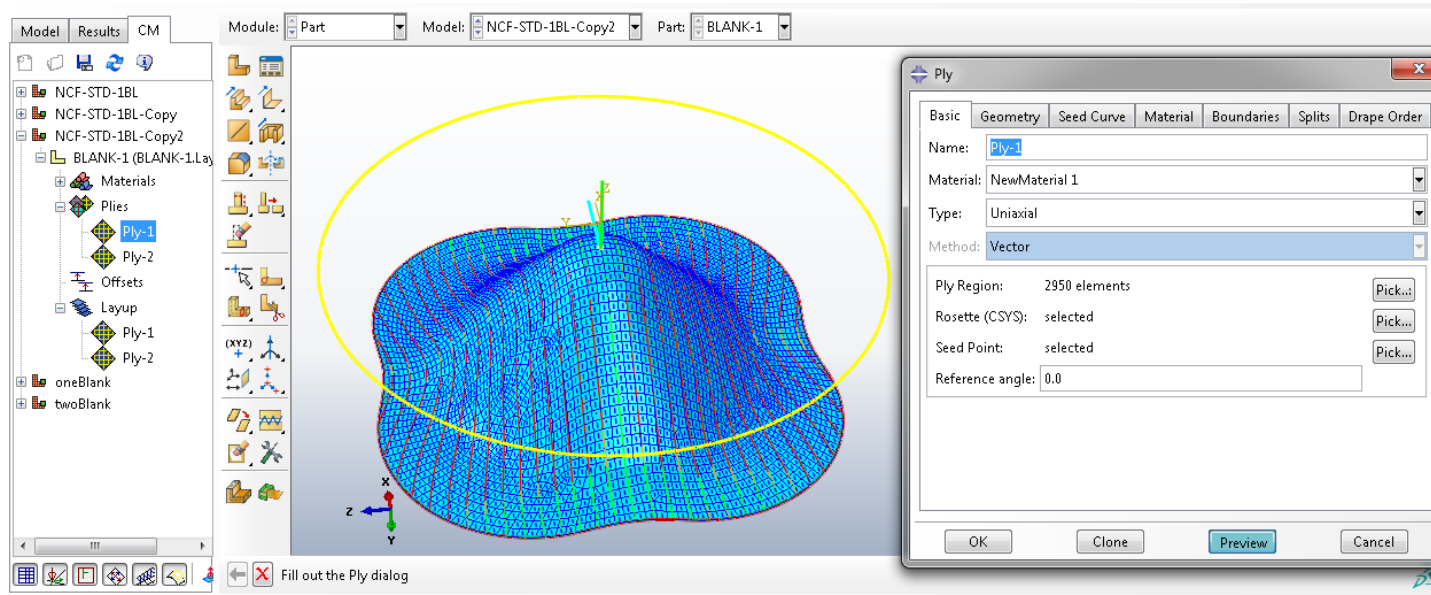 Model Results CM
Module: Part Model: NCF-STD-1BL-Copy2 Part: BLANK-1
NCF-STD-1BL
NCF-STD-1BL-Copy
NCF-STD-1BL-Copy2
BLANK-1 (BLANK-1.Lay
Materials
Plies
Ply-1
Ply-2
Offsets
Layup
Ply-1
Ply-2
oneBlank
twoBlank
(XYZ)
X
Z
Y
Z
X
Y
Fill out the Ply dialog
Ply
Basic Geometry Seed Curve Material Boundaries Splits Drape Order
Name: Ply-1
Material: NewMaterial 1
Type: Uniaxial
Method: Vector
Ply Region: 2950 elements Pick...
Rosette (CSYS): selected Pick...
Seed Point: selected Pick...
Reference angle: 0.0
OK Clone Preview Cancel